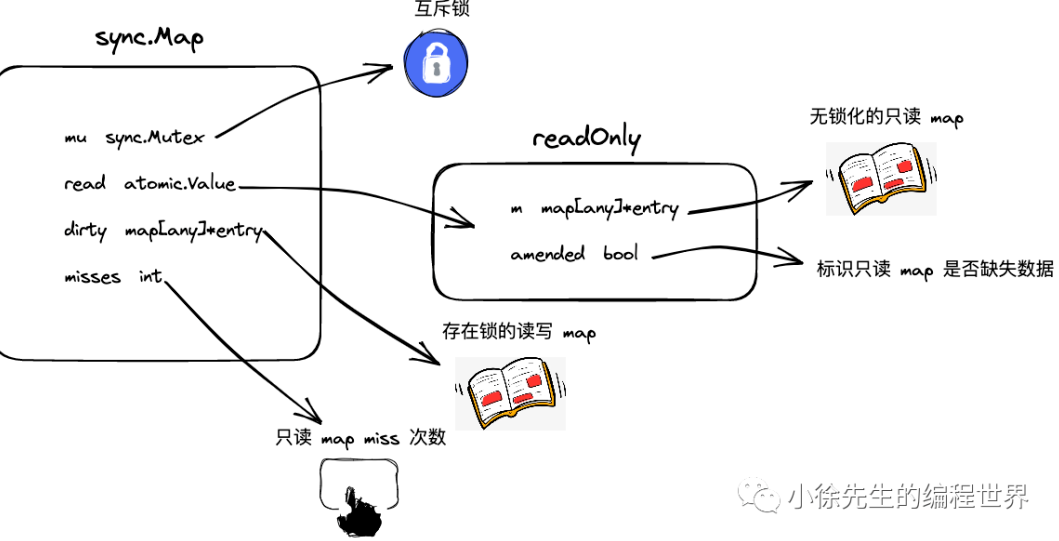 互斥锁
sync.Map
mu sync.Mutex
read atomic.Value
dirty map[any]*entry
misses int
readOnly
m map[any]*entry
amended bool
无锁化的只读 map
标识只读 map 是否缺失数据
存在锁的读写 map
只读 map miss 次数
小徐先生的编程世界